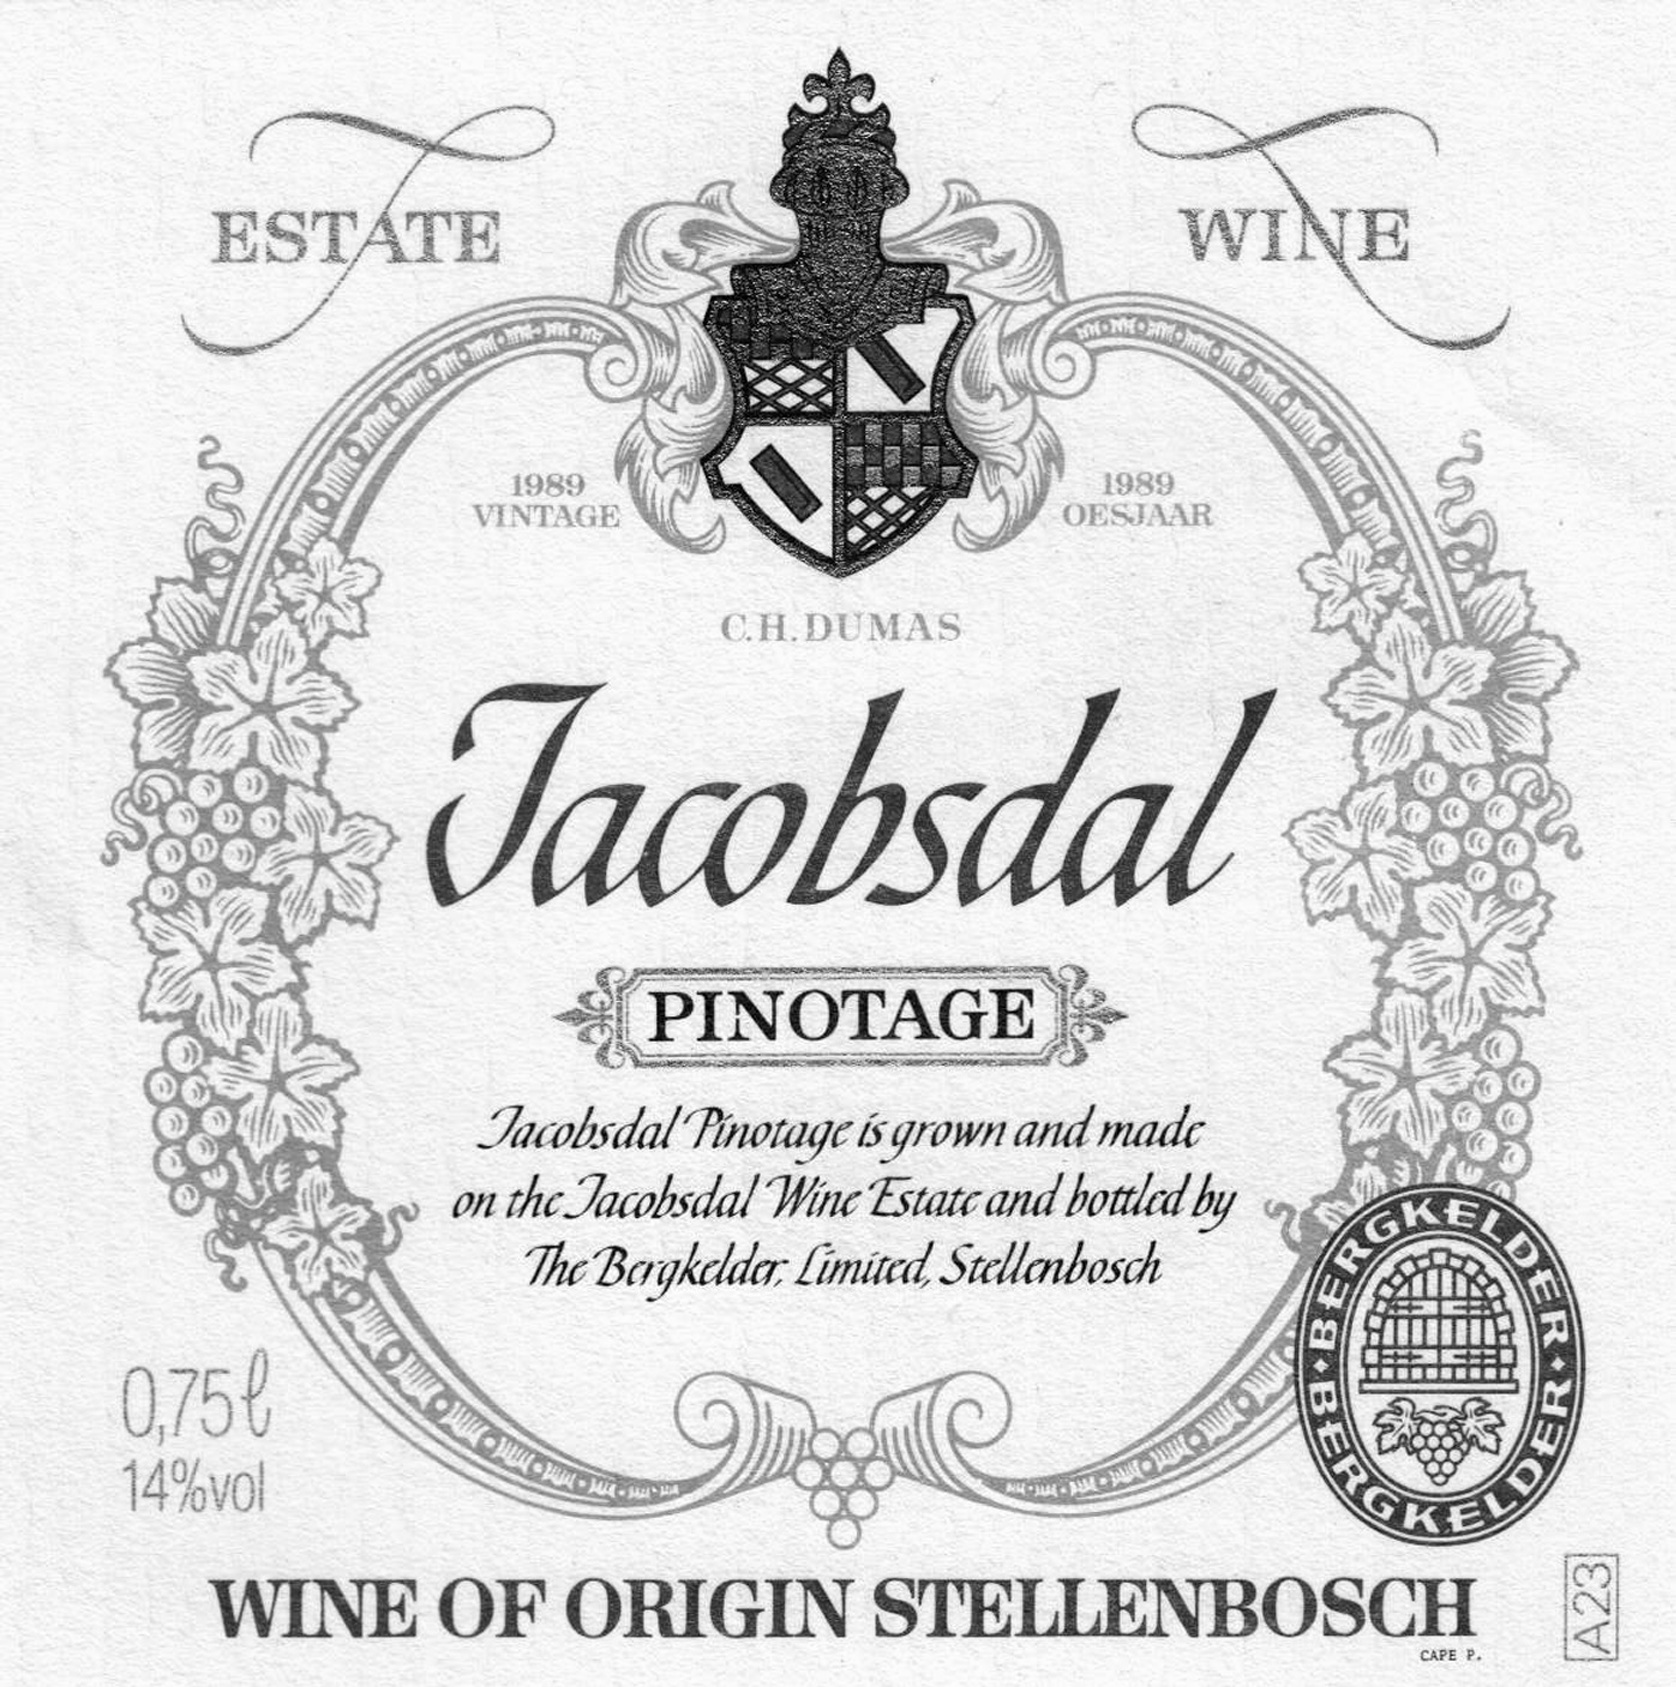 ESTATE WINE
1989 VINTAGE
1989 OESJAAR
C.H. DUMAS
Jacobsdal
PINOTAGE
Jacobsdal Pinotage is grown and made
on the Jacobsdal Wine Estate and bottled by
The Bergkelder, Limited, Stellenbosch
BERGKELDER · BERGKELDER ·
0,75ℓ
14%vol
WINE OF ORIGIN STELLENBOSCH
CAPE P.
A23